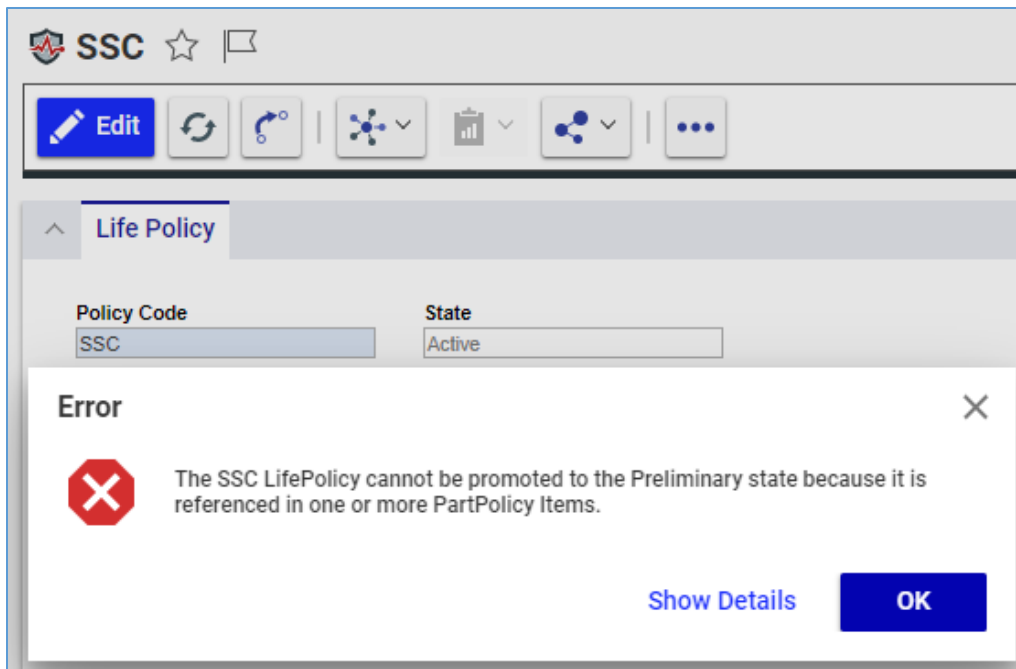 SSC
Edit
Life Policy
Policy Code State
SSC Active
Error
The SSC LifePolicy cannot be promoted to the Preliminary state because it is
referenced in one or more PartPolicy Items.
Show Details OK